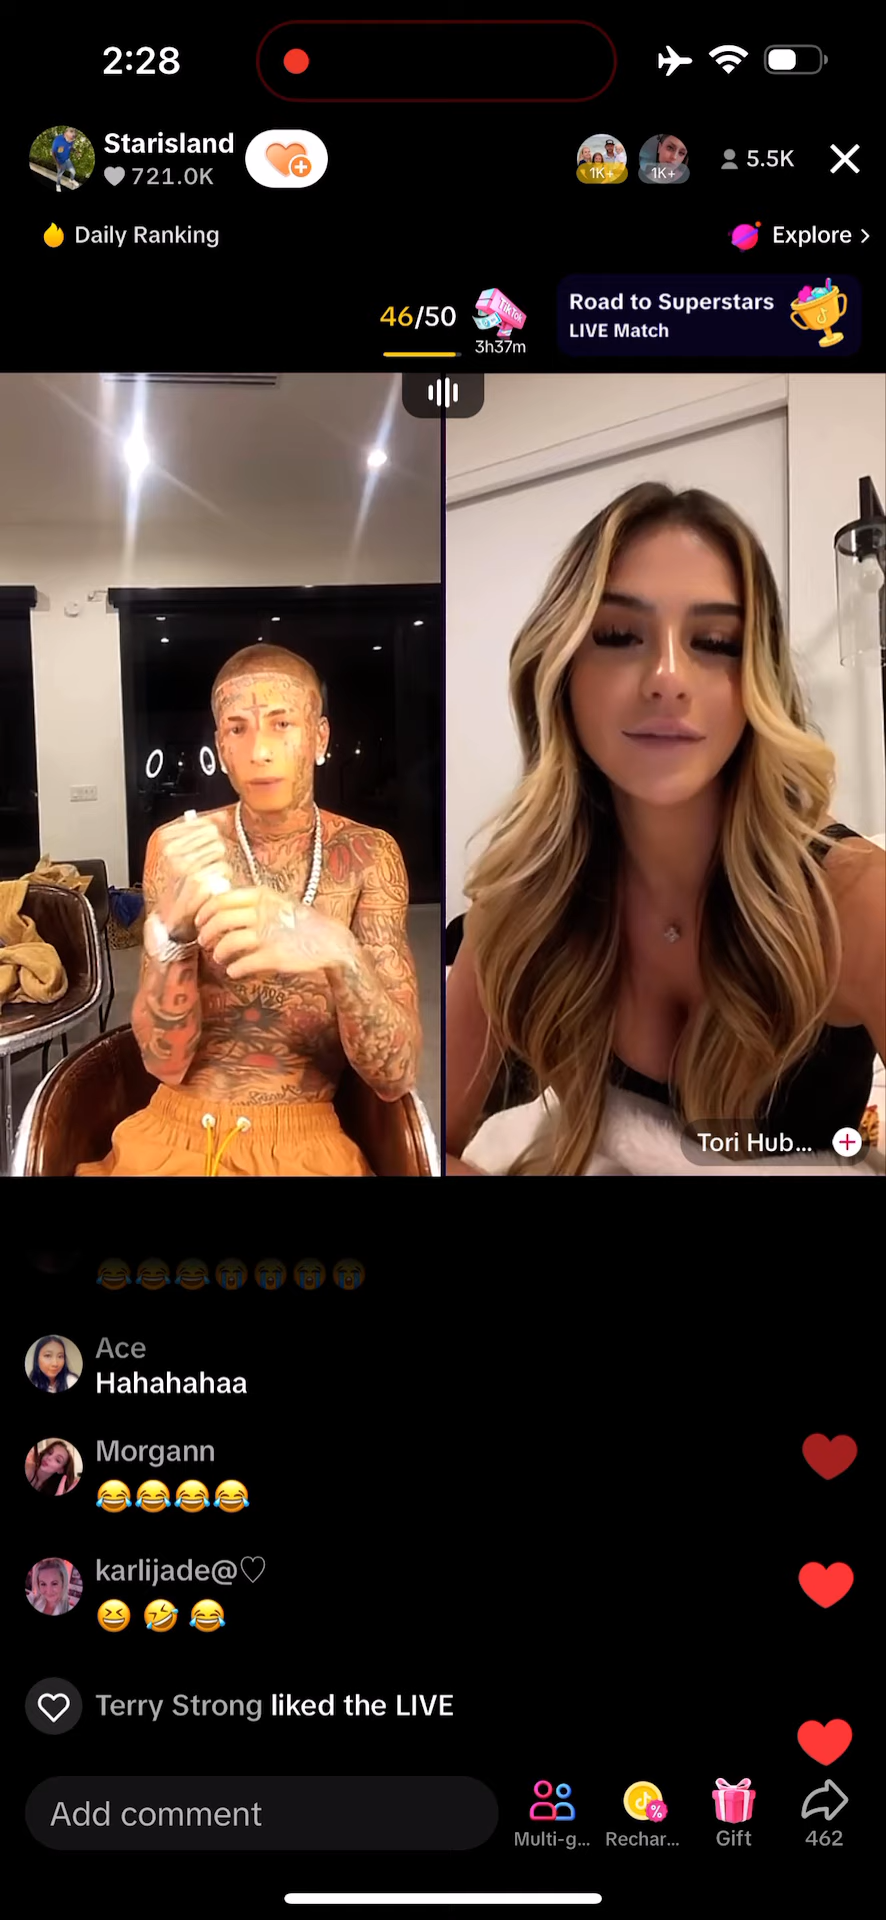 2:28
Starisland
721.0K
1K+
1K+
5.5K
Daily Ranking
Explore >
46/50
TikTok
3h37m
Road to Superstars
LIVE Match
Tori Hub...
😂😂😂😭😭😭😭
Ace
Hahahahaa
Morgann
😂😂😂😂
karlijade@♡
😆 🤣 😂
Terry Strong liked the LIVE
Add comment
Multi-g...
Rechar...
Gift
462